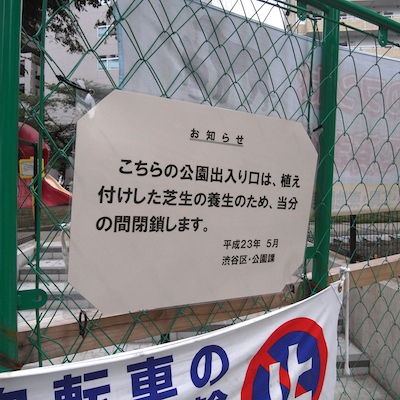 お知らせ
こちらの公園出入り口は、植え
付けした芝生の養生のため、当分
の間閉鎖します。
平成23年 5月
渋谷区・公園課
自転車の
止